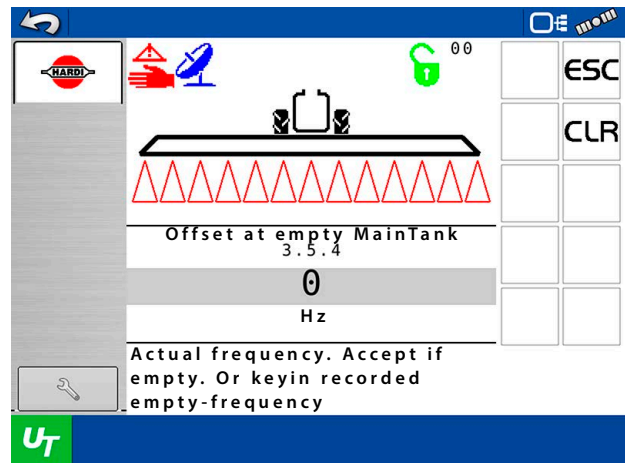 HARDI
00
ESC
CLR
Offset at empty MainTank
3.5.4
0
Hz
Actual frequency. Accept if
empty. Or keyin recorded
empty-frequency
UT